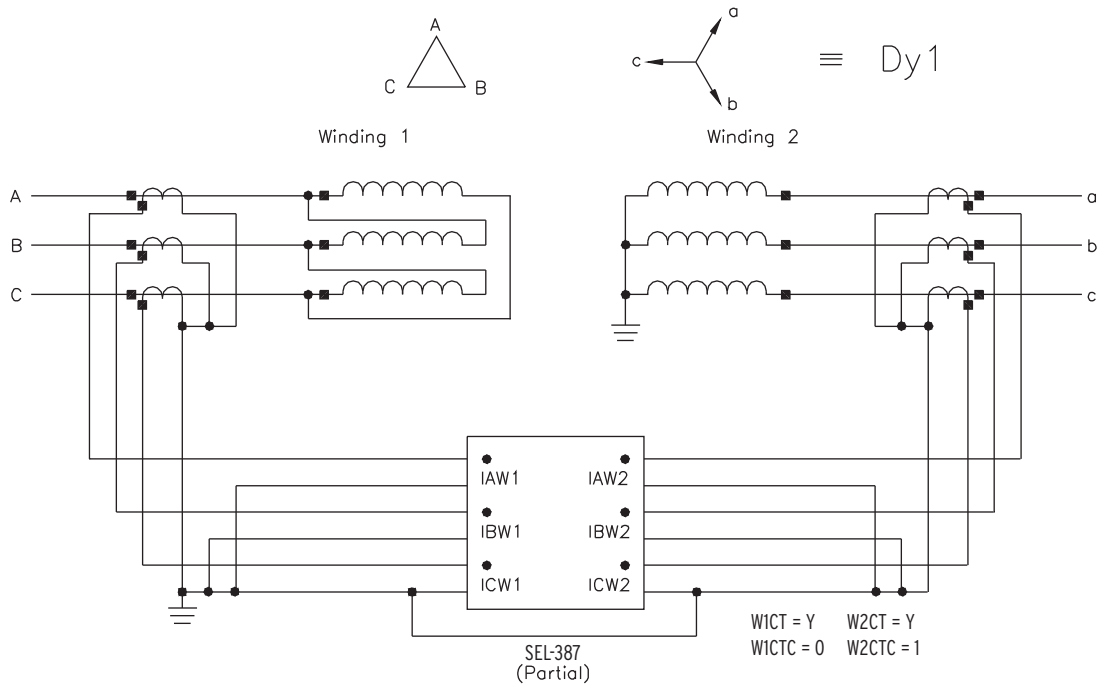 A
C
B
a
c
b
≡ Dy1
Winding 1
Winding 2
A
B
C
a
b
c
IAW1
IAW2
IBW1
IBW2
ICW1
ICW2
W1CT = Y W2CT = Y
W1CTC = 0 W2CTC = 1
SEL-387
(Partial)